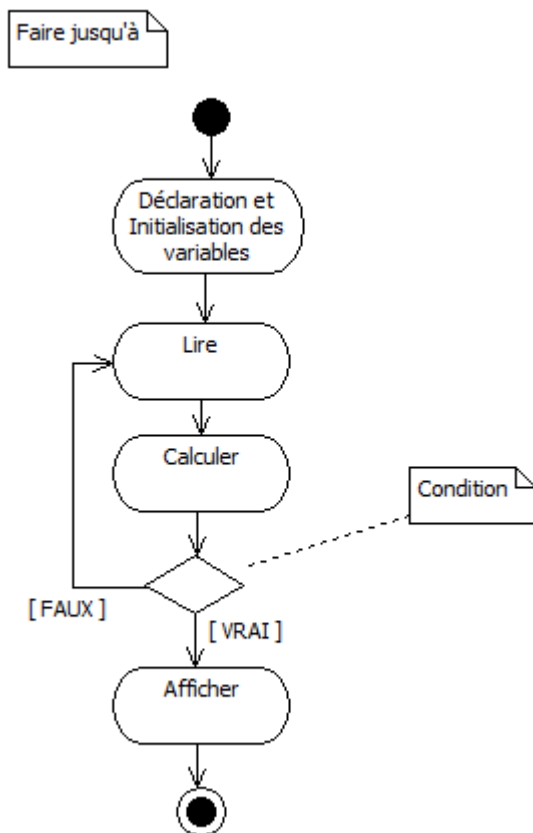 Faire jusqu'à
Déclaration et
Initialisation des
variables
Lire
Calculer
Condition
[ FAUX ]
[ VRAI ]
Afficher